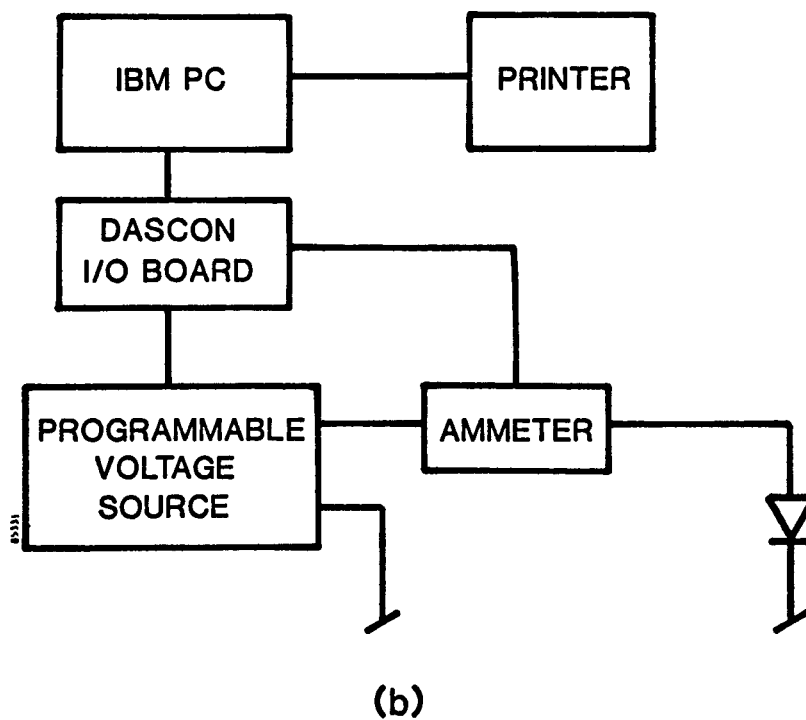 IBM PC
PRINTER
DASCON
I/O BOARD
PROGRAMMABLE
VOLTAGE
SOURCE
AMMETER
(b)